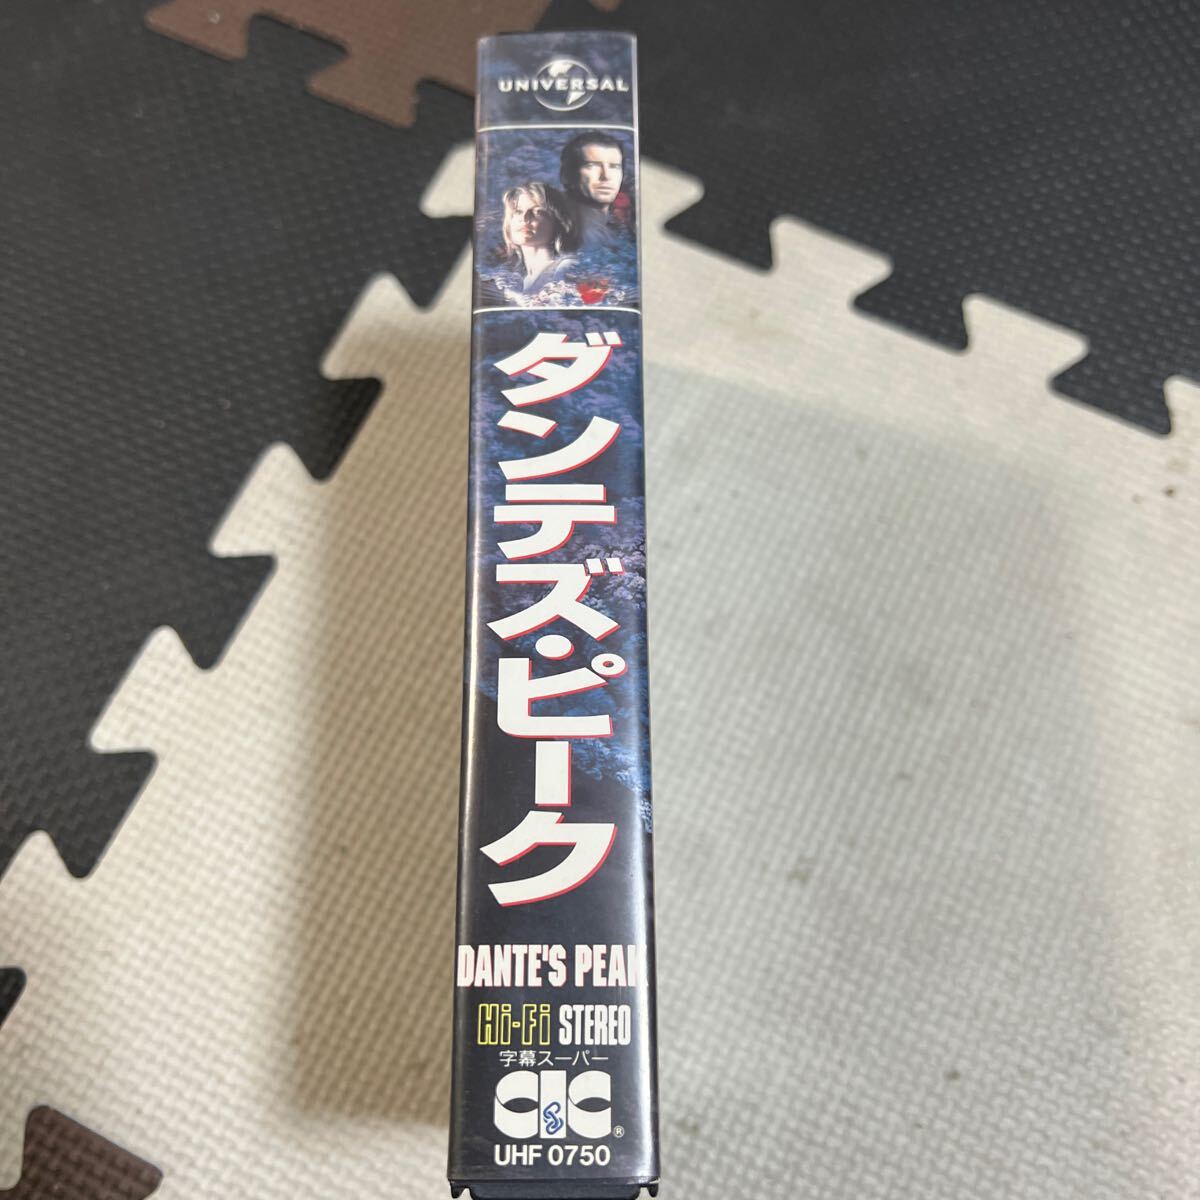 UNIVERSAL
ダンテズ・ピーク
DANTE'S PEAK
Hi-Fi STEREO
字幕スーパー
CIC ®
UHF 0750